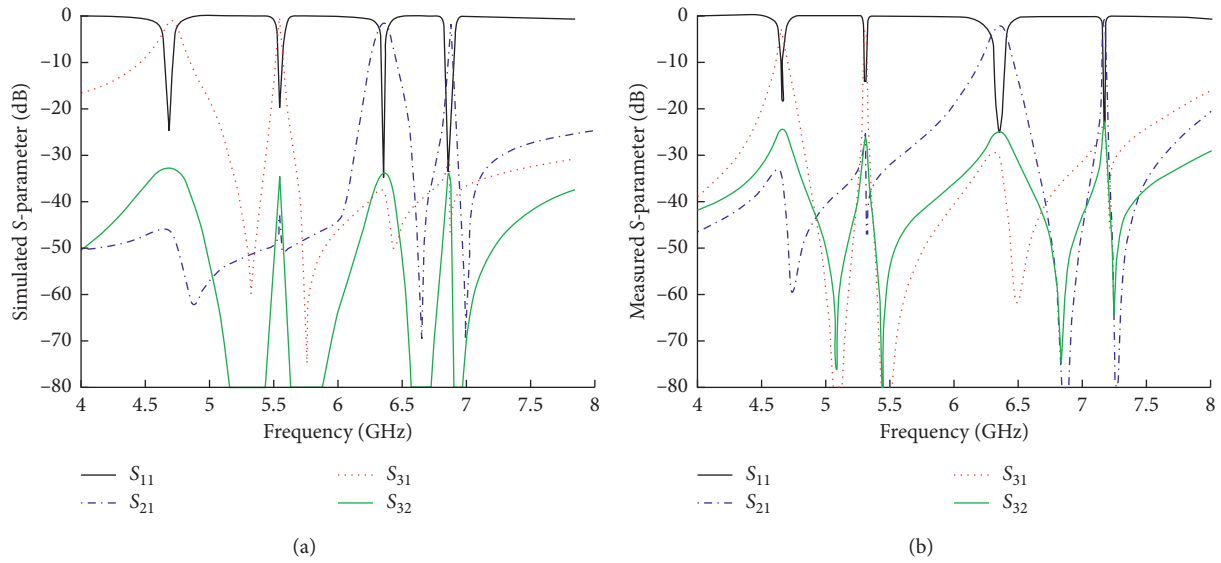 Simulated S-parameter (dB)
0
–10
–20
–30
–40
–50
–60
–70
–80
4 4.5 5 5.5 6 6.5 7 7.5 8
Frequency (GHz)
S11
S21
S31
S32
(a)
Measured S-parameter (dB)
0
–10
–20
–30
–40
–50
–60
–70
–80
4 4.5 5 5.5 6 6.5 7 7.5 8
Frequency (GHz)
S11
S21
S31
S32
(b)